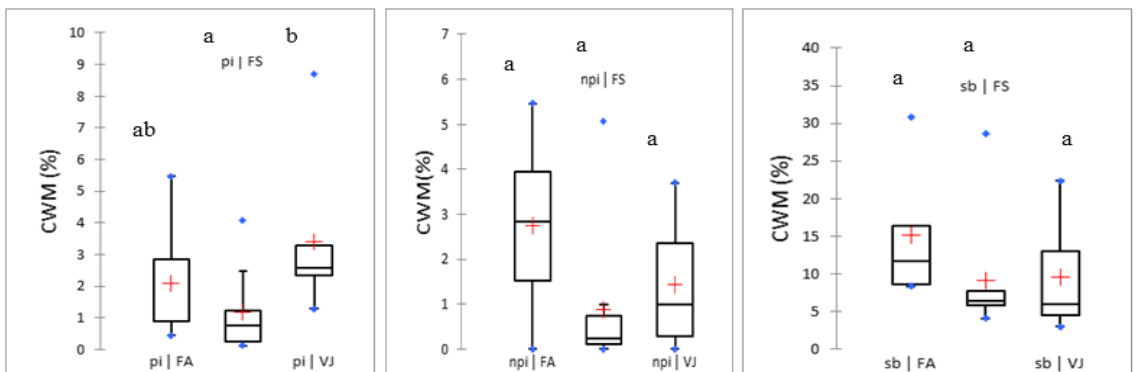 a b
pi | FS
ab
CWM (%)
10
9
8
7
6
5
4
3
2
1
0
pi | FA pi | VJ
a
a
npi | FS
a
CWM(%)
7
6
5
4
3
2
1
0
npi | FA npi | VJ
a
a
sb | FS
a
CWM (%)
40
35
30
25
20
15
10
5
0
sb | FA sb | VJ